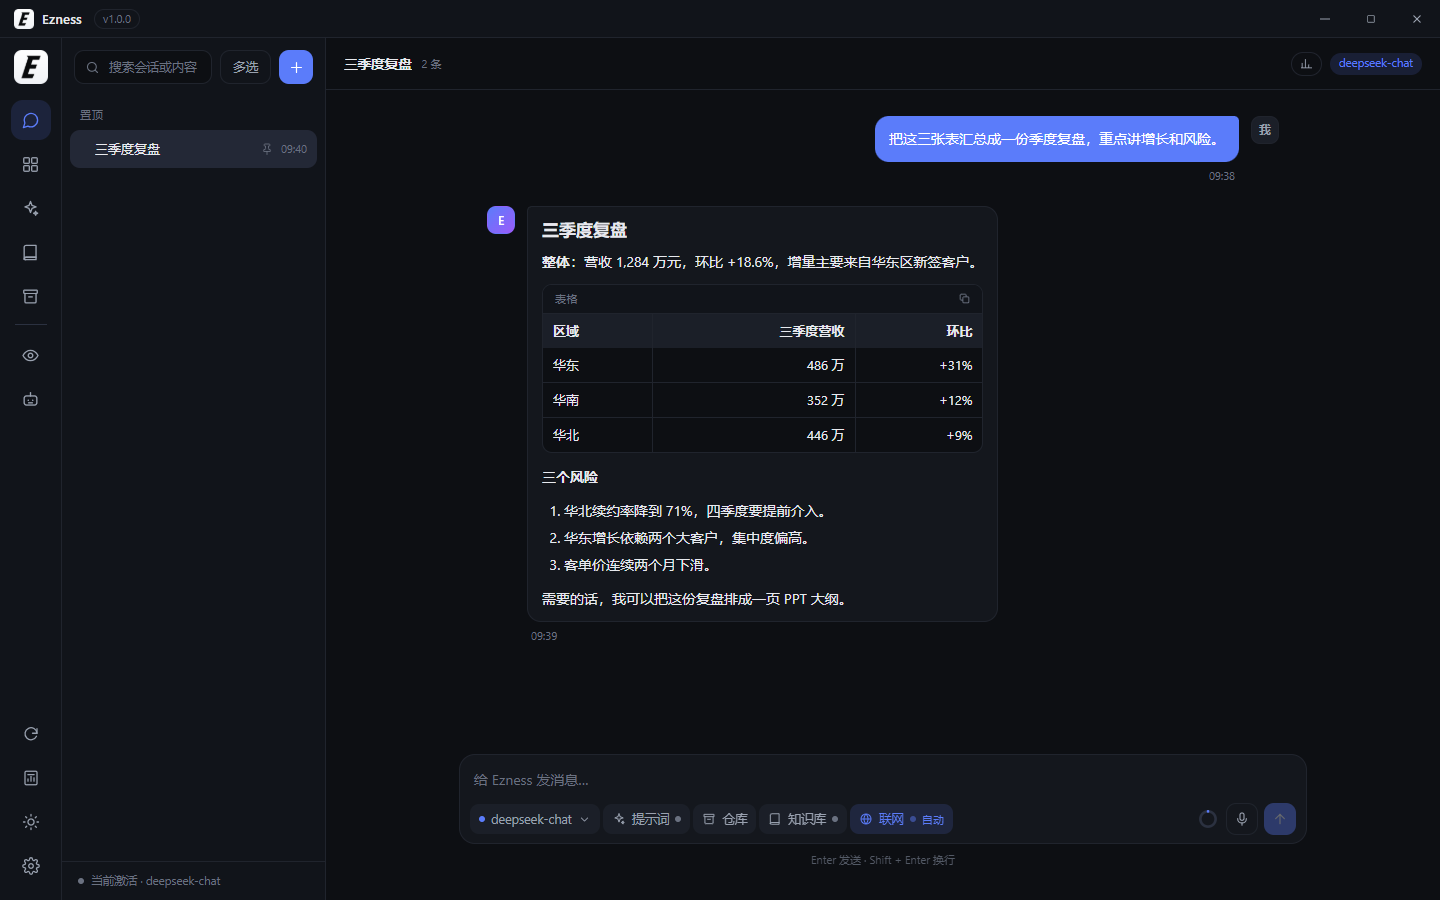 E Ezness v1.0.0
E
搜索会话或内容 多选
置顶
三季度复盘 09:40
当前激活 · deepseek-chat
三季度复盘 2 条 deepseek-chat
把这三张表汇总成一份季度复盘，重点讲增长和风险。 我
09:38
E
三季度复盘
整体：营收 1,284 万元，环比 +18.6%，增量主要来自华东区新签客户。
表格
区域 三季度营收 环比
华东 486 万 +31%
华南 352 万 +12%
华北 446 万 +9%
三个风险
1. 华北续约率降到 71%，四季度要提前介入。
2. 华东增长依赖两个大客户，集中度偏高。
3. 客单价连续两个月下滑。
需要的话，我可以把这份复盘排成一页 PPT 大纲。
09:39
给 Ezness 发消息...
deepseek-chat 提示词 仓库 知识库 联网 自动
Enter 发送 · Shift + Enter 换行